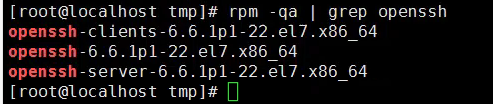 [root@localhost tmp]# rpm -qa | grep openssh
openssh-clients-6.6.1p1-22.el7.x86_64
openssh-6.6.1p1-22.el7.x86_64
openssh-server-6.6.1p1-22.el7.x86_64
[root@localhost tmp]#